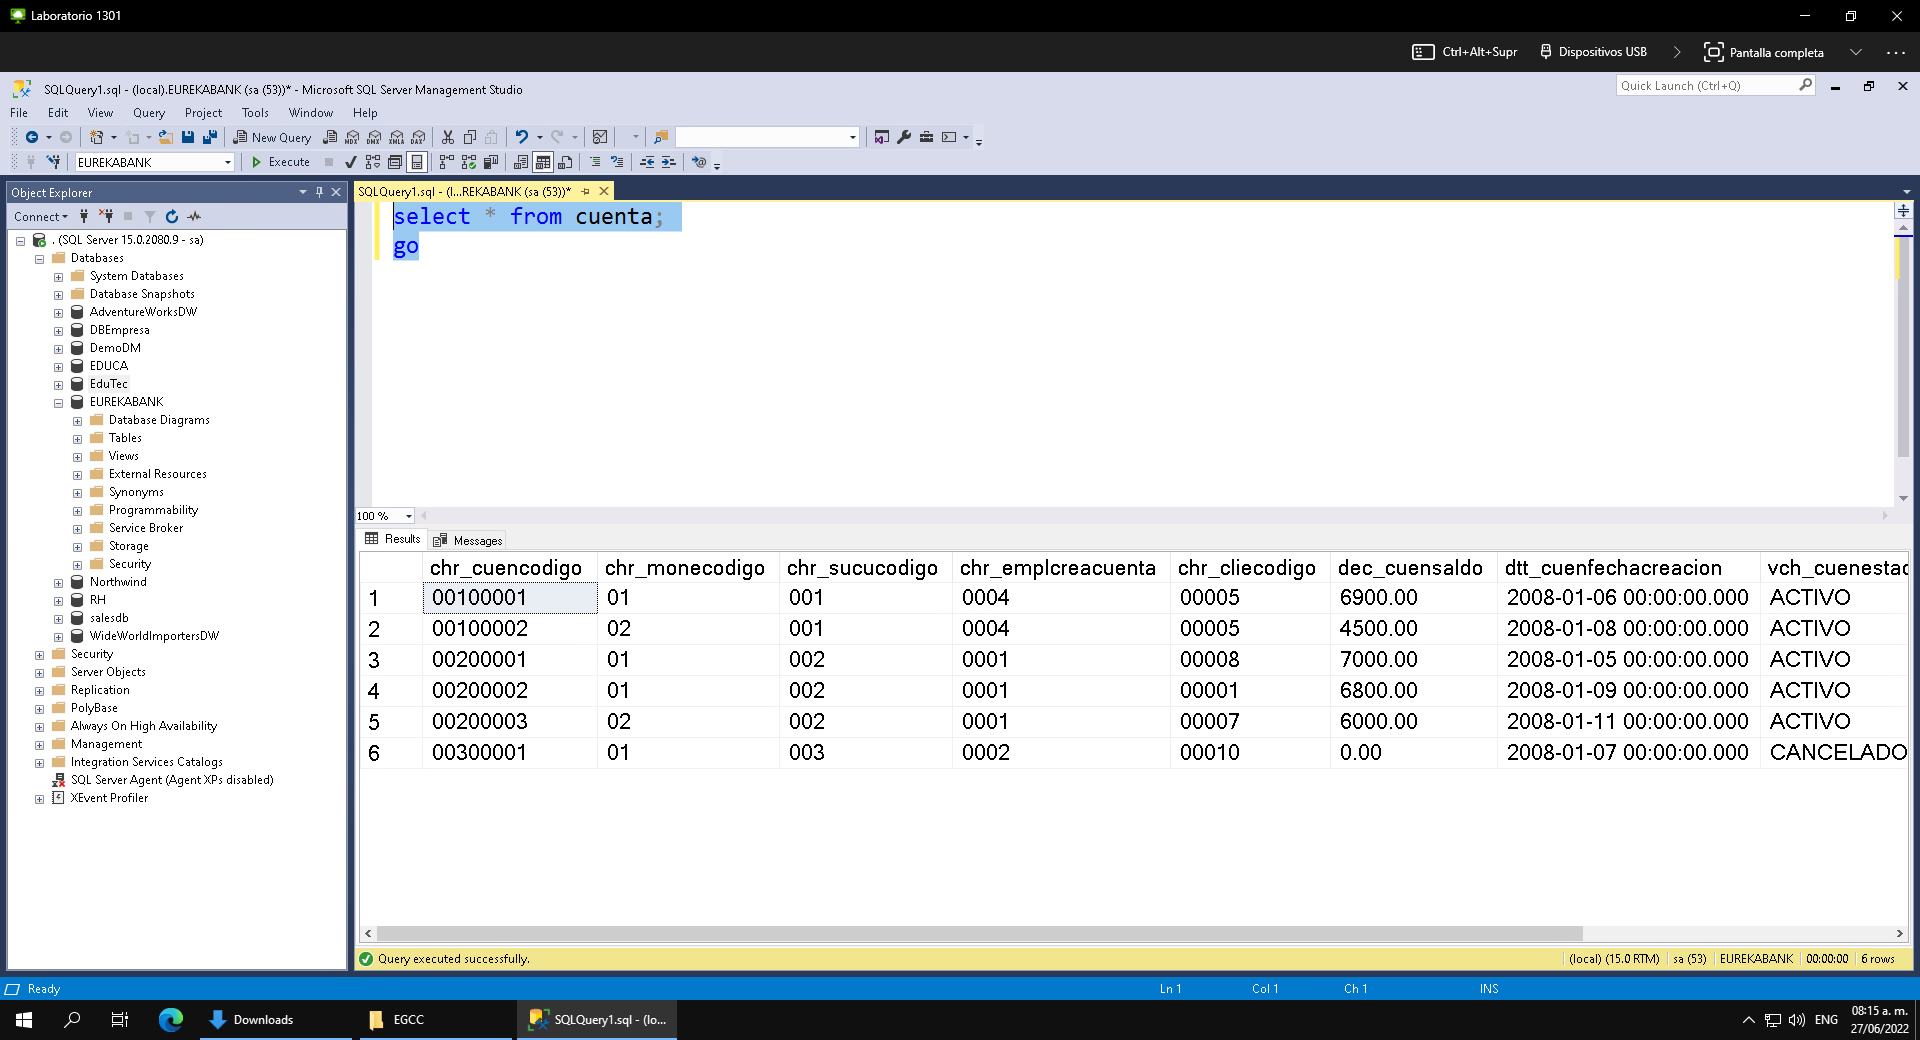 Laboratorio 1301
Ctrl+Alt+Supr
Dispositivos USB
Pantalla completa
SQLQuery1.sql - (local).EUREKABANK (sa (53))* - Microsoft SQL Server Management Studio
Quick Launch (Ctrl+Q)
File Edit View Query Project Tools Window Help
New Query
MDX DMX XMLA DAX
EUREKABANK
Execute
Object Explorer
SQLQuery1.sql - (l...REKABANK (sa (53))*
Connect
select * from cuenta;
go
. (SQL Server 15.0.2080.9 - sa)
Databases
System Databases
Database Snapshots
AdventureWorksDW
DBEmpresa
DemoDM
EDUCA
EduTec
EUREKABANK
Database Diagrams
Tables
Views
External Resources
Synonyms
Programmability
Service Broker
Storage
Security
Northwind
RH
salesdb
WideWorldImportersDW
Security
Server Objects
Replication
PolyBase
Always On High Availability
Management
Integration Services Catalogs
SQL Server Agent (Agent XPs disabled)
XEvent Profiler
100 %
Results Messages
chr_cuencodigo chr_monecodigo chr_sucucodigo chr_emplcreacuenta chr_cliecodigo dec_cuensaldo dtt_cuenfechacreacion vch_cuenestac
1 00100001 01 001 0004 00005 6900.00 2008-01-06 00:00:00.000 ACTIVO
2 00100002 02 001 0004 00005 4500.00 2008-01-08 00:00:00.000 ACTIVO
3 00200001 01 002 0001 00008 7000.00 2008-01-05 00:00:00.000 ACTIVO
4 00200002 01 002 0001 00001 6800.00 2008-01-09 00:00:00.000 ACTIVO
5 00200003 02 002 0001 00007 6000.00 2008-01-11 00:00:00.000 ACTIVO
6 00300001 01 003 0002 00010 0.00 2008-01-07 00:00:00.000 CANCELADO
Query executed successfully.
(local) (15.0 RTM) sa (53) EUREKABANK 00:00:00 6 rows
Ready
Ln 1 Col 1 Ch 1 INS
Downloads
EGCC
SQLQuery1.sql - (lo...
ENG
08:15 a. m.
27/06/2022